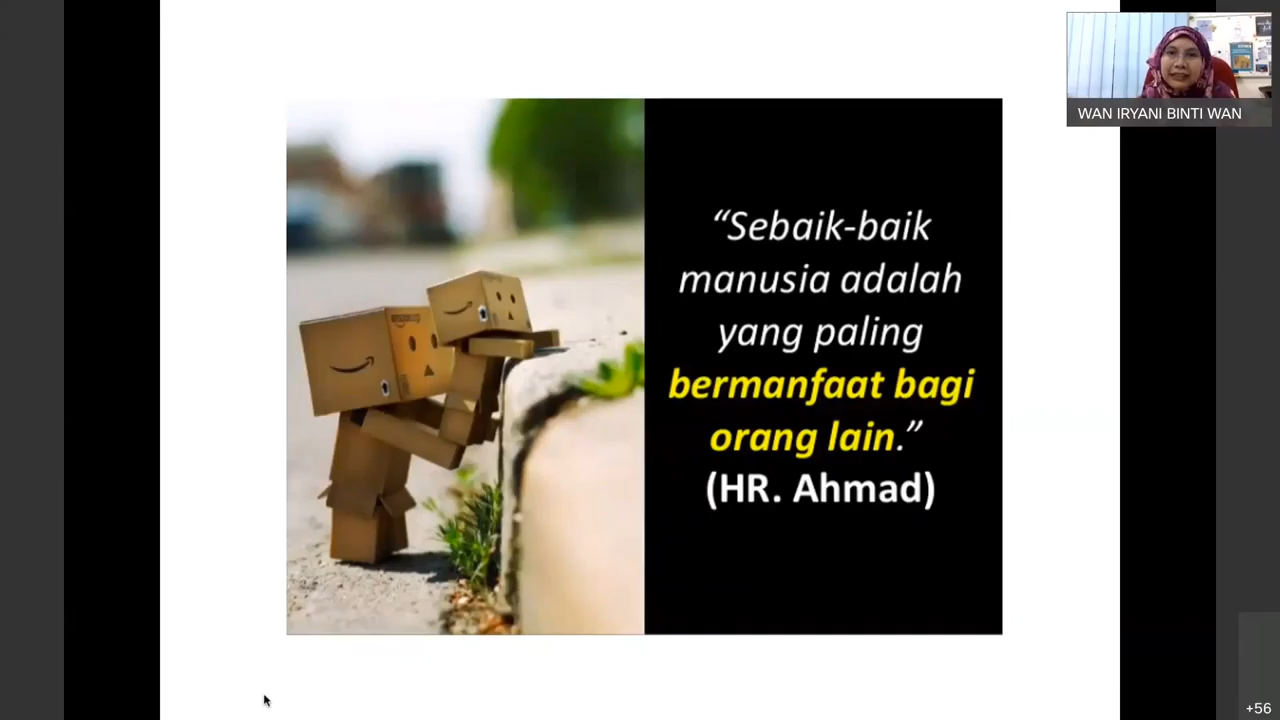 WAN IRYANI BINTI WAN
“Sebaik-baik
manusia adalah
yang paling
bermanfaat bagi
orang lain.”
(HR. Ahmad)
+56